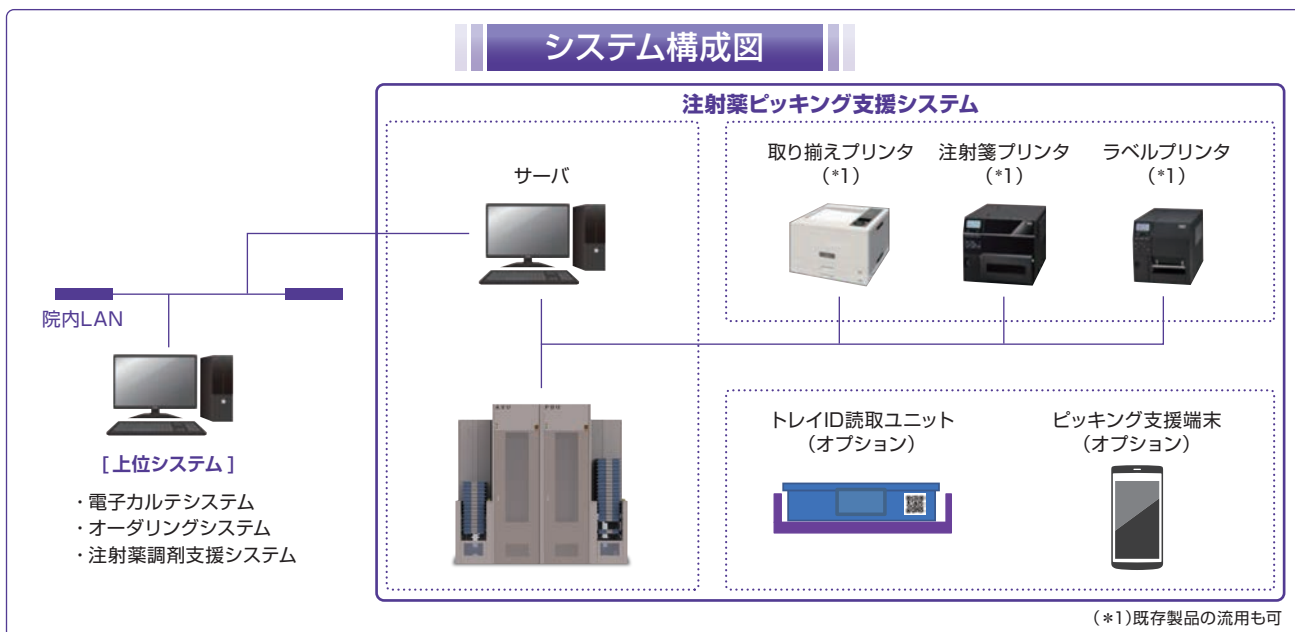 システム構成図
注射薬ピッキング支援システム
サーバ
取り揃えプリンタ
(*1)
注射箋プリンタ
(*1)
ラベルプリンタ
(*1)
院内LAN
[上位システム]
・電子カルテシステム
・オーダリングシステム
・注射薬調剤支援システム
トレイID読取ユニット
(オプション)
ピッキング支援端末
(オプション)
(*1)既存製品の流用も可